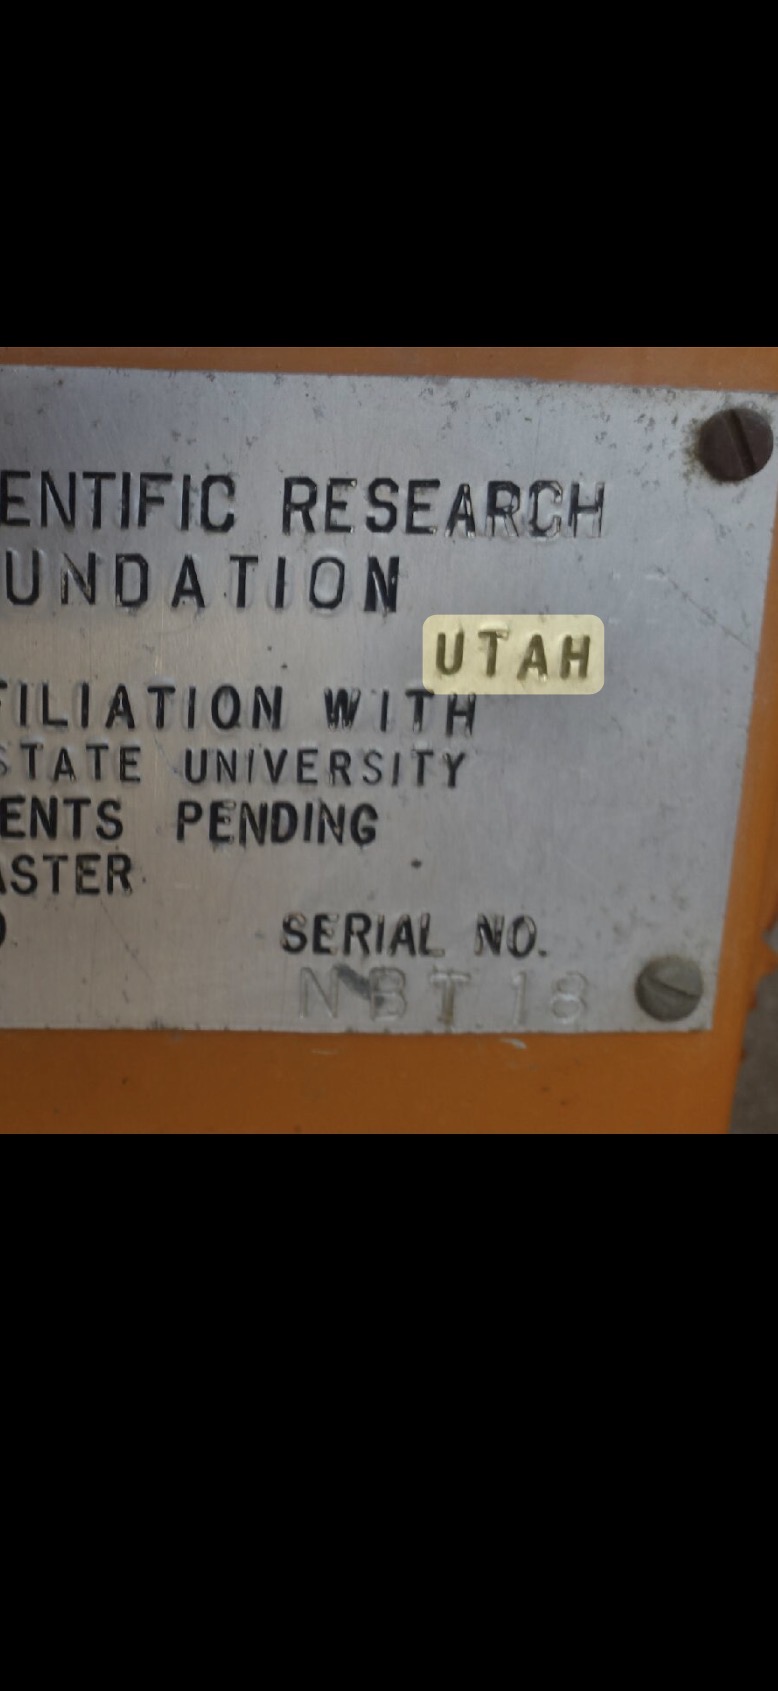 ENTIFIC RESEARCH
UNDATION
UTAH
FILIATION WITH
STATE UNIVERSITY
ENTS PENDING
ASTER
SERIAL NO.
NBT 18